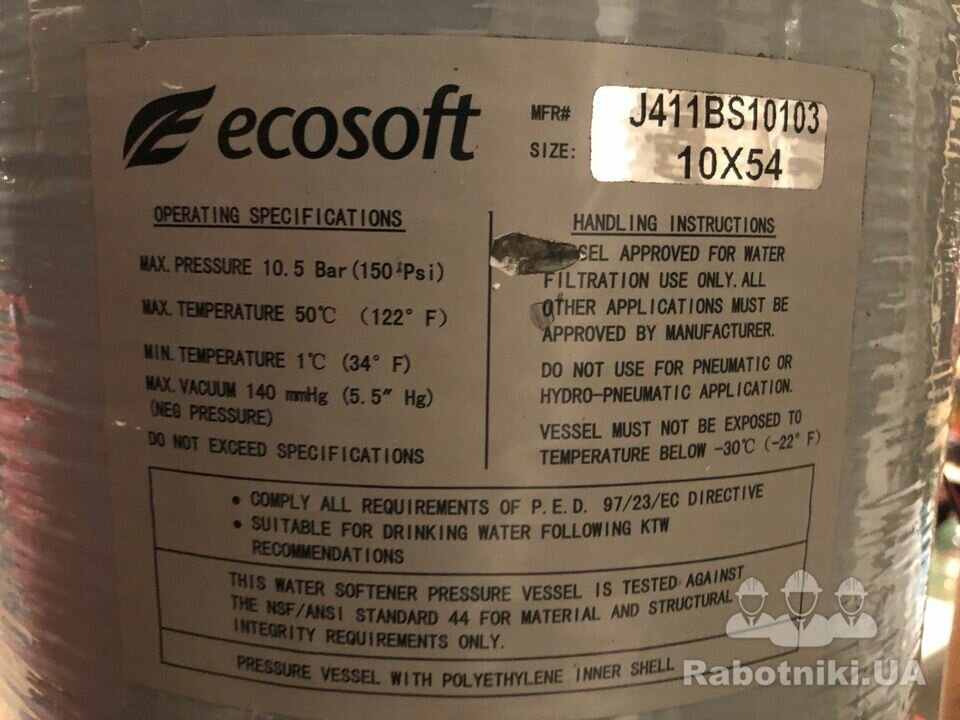 ecosoft
MFR# J411BS10103
SIZE: 10X54
OPERATING SPECIFICATIONS
MAX. PRESSURE 10.5 Bar(150 Psi)
MAX. TEMPERATURE 50℃ (122° F)
MIN. TEMPERATURE 1℃ (34° F)
MAX. VACUUM 140 mmHg (5.5″ Hg)
(NEG PRESSURE)
DO NOT EXCEED SPECIFICATIONS
HANDLING INSTRUCTIONS
APPROVED FOR WATER
FILTRATION USE ONLY. ALL
OTHER APPLICATIONS MUST BE
APPROVED BY MANUFACTURER.
DO NOT USE FOR PNEUMATIC OR
HYDRO-PNEUMATIC APPLICATION.
VESSEL MUST NOT BE EXPOSED TO
TEMPERATURE BELOW -30℃ (-22° F)
• COMPLY ALL REQUIREMENTS OF P.E.D. 97/23/EC DIRECTIVE
• SUITABLE FOR DRINKING WATER FOLLOWING KTW
RECOMMENDATIONS
THIS WATER SOFTENER PRESSURE VESSEL IS TESTED AGAINST
THE NSF/ANSI STANDARD 44 FOR MATERIAL AND STRUCTURAL
INTEGRITY REQUIREMENTS ONLY.
PRESSURE VESSEL WITH POLYETHYLENE INNER SHELL
Rabotniki.UA